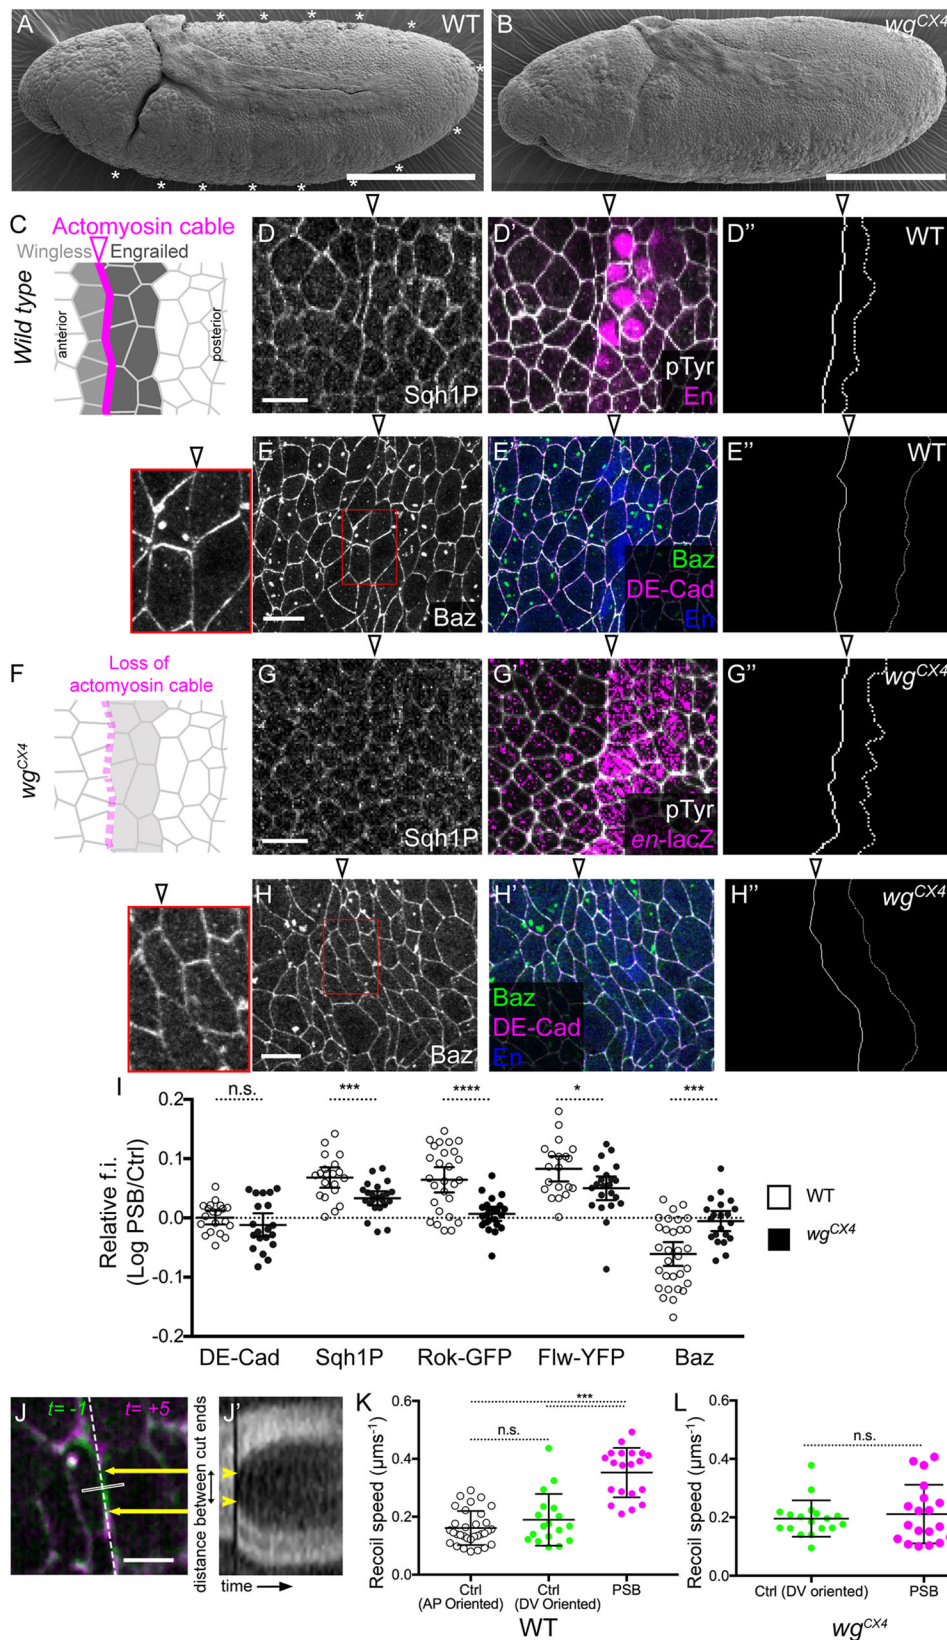 A
WT
B
wgCX4
C
Actomyosin cable
Wingless
Engrailed
Wild type
anterior
posterior
D
Sqh1P
D'
pTyr
En
D''
WT
E
Baz
E'
Baz
DE-Cad
En
E''
WT
F
Loss of
actomyosin cable
wgCX4
G
Sqh1P
G'
pTyr
en-lacZ
G''
wgCX4
H
Baz
H'
Baz
DE-Cad
En
H''
wgCX4
I
n.s.
***
****
*
***
Relative f.i.
(Log PSB/Ctrl)
0.2
0.1
0.0
-0.1
-0.2
DE-Cad
Sqh1P
Rok-GFP
Flw-YFP
Baz
WT
wgCX4
J
t= -1
t= +5
J'
distance between cut ends
time
K
Recoil speed (µms-1)
0.6
0.4
0.2
0.0
n.s.
***
Ctrl
(AP Oriented)
Ctrl
(DV oriented)
PSB
WT
L
Recoil speed (µms-1)
0.6
0.4
0.2
0.0
n.s.
Ctrl (DV oriented)
PSB
wgCX4